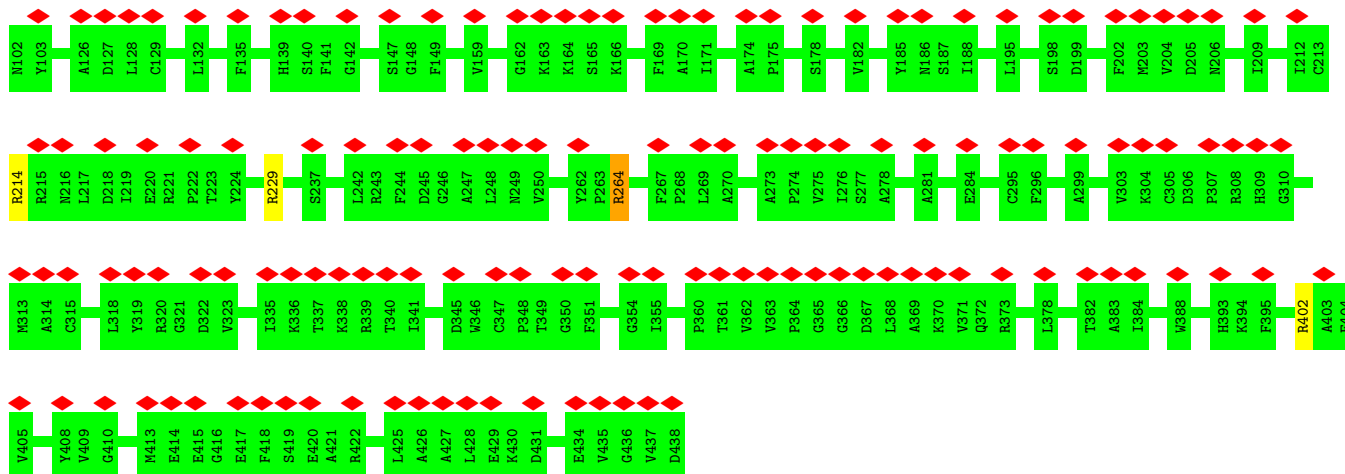 N102 Y103 A126 D127 L128 C129 L132 F135 H139 S140 F141 G142 S147 G148 F149 V159 G162 K163 K164 S165 K166 F169 A170 I171 A174 P175 S178 V182 Y185 N186 S187 I188 L195 S198 D199 F202 M203 V204 D205 N206 I209 I212 C213
R214 R215 N216 L217 D218 I219 E220 R221 P222 T223 Y224 R229 S237 L242 R243 F244 D245 G246 A247 L248 N249 V250 Y262 P263 R264 F267 P268 L269 A270 A273 P274 V275 I276 S277 A278 A281 E284 C295 F296 A299 V303 K304 C305 D306 P307 R308 H309 G310
M313 A314 C315 L318 Y319 R320 G321 D322 V323 I335 K336 T337 K338 R339 T340 I341 D345 W346 C347 P348 T349 G350 F351 G354 I355 P360 T361 V362 V363 P364 G365 G366 D367 L368 A369 K370 V371 Q372 R373 L378 T382 A383 I384 W388 H393 K394 F395 R402 A403 E404
V405 Y408 V409 G410 M413 E414 E415 G416 E417 F418 S419 E420 A421 R422 L425 A426 A427 L428 E429 K430 D431 E434 V435 G436 V437 D438